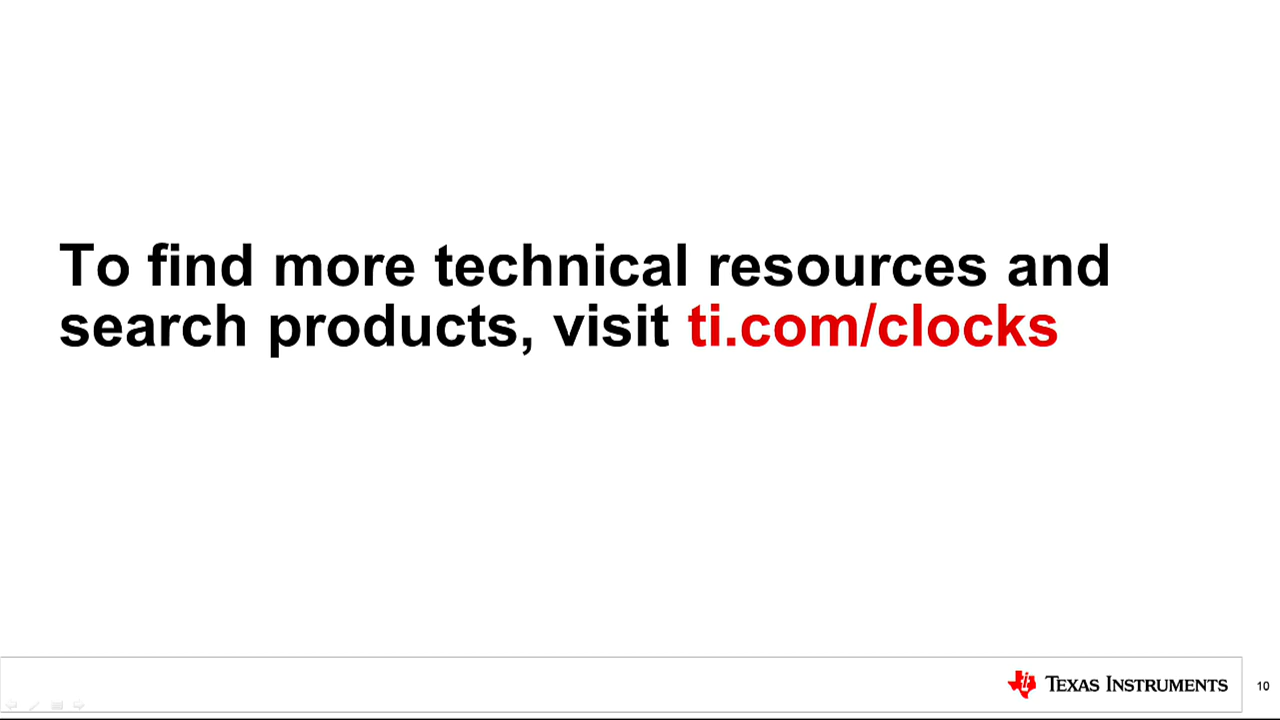 To find more technical resources and
search products, visit ti.com/clocks
TEXAS INSTRUMENTS
10